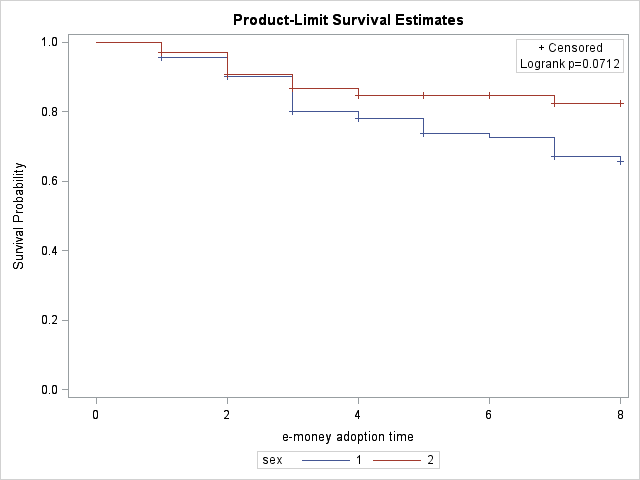 Product-Limit Survival Estimates
+ Censored
Logrank p=0.0712
Survival Probability
1.0
0.8
0.6
0.4
0.2
0.0
0 2 4 6 8
e-money adoption time
sex 1 2